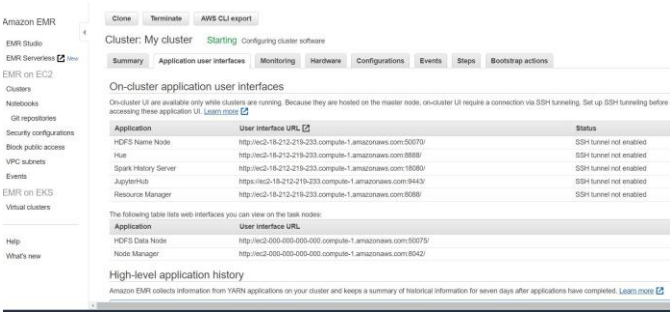 Amazon EMR
EMR Studio
EMR Serverless New
EMR on EC2
Clusters
Notebooks
Git repositories
Security configurations
Block public access
VPC subnets
Events
EMR on EKS
Virtual clusters
Help
What's new
Clone Terminate AWS CLI export
Cluster: My cluster Starting Configuring cluster software
Summary Application user interfaces Monitoring Hardware Configurations Events Steps Bootstrap actions
On-cluster application user interfaces
On-cluster UI are available only while clusters are running. Because they are hosted on the master node, on-cluster UI require a connection via SSH tunneling. Set up SSH tunneling before
accessing these application UI. Learn more
Application User interface URL Status
HDFS Name Node http://ec2-18-212-219-233.compute-1.amazonaws.com:50070/ SSH tunnel not enabled
Hue http://ec2-18-212-219-233.compute-1.amazonaws.com:8888/ SSH tunnel not enabled
Spark History Server http://ec2-18-212-219-233.compute-1.amazonaws.com:18080/ SSH tunnel not enabled
JupyterHub https://ec2-18-212-219-233.compute-1.amazonaws.com:9443/ SSH tunnel not enabled
Resource Manager http://ec2-18-212-219-233.compute-1.amazonaws.com:8088/ SSH tunnel not enabled
The following table lists web interfaces you can view on the task nodes:
Application User interface URL
HDFS Data Node http://ec2-000-000-000-000.compute-1.amazonaws.com:50075/
Node Manager http://ec2-000-000-000-000.compute-1.amazonaws.com:8042/
High-level application history
Amazon EMR collects information from YARN applications on your cluster and keeps a summary of historical information for seven days after applications have completed. Learn more